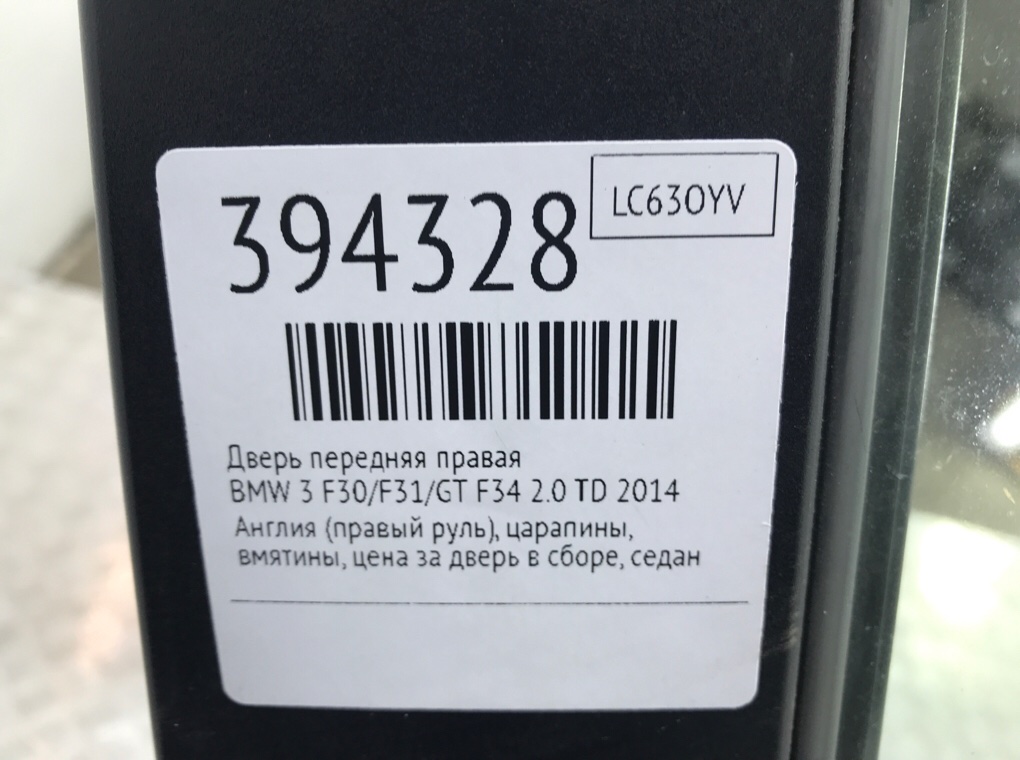 394328
LC630YV
Дверь передняя правая
BMW 3 F30/F31/GT F34 2.0 TD 2014
Англия (правый руль), царапины,
вмятины, цена за дверь в сборе, седан